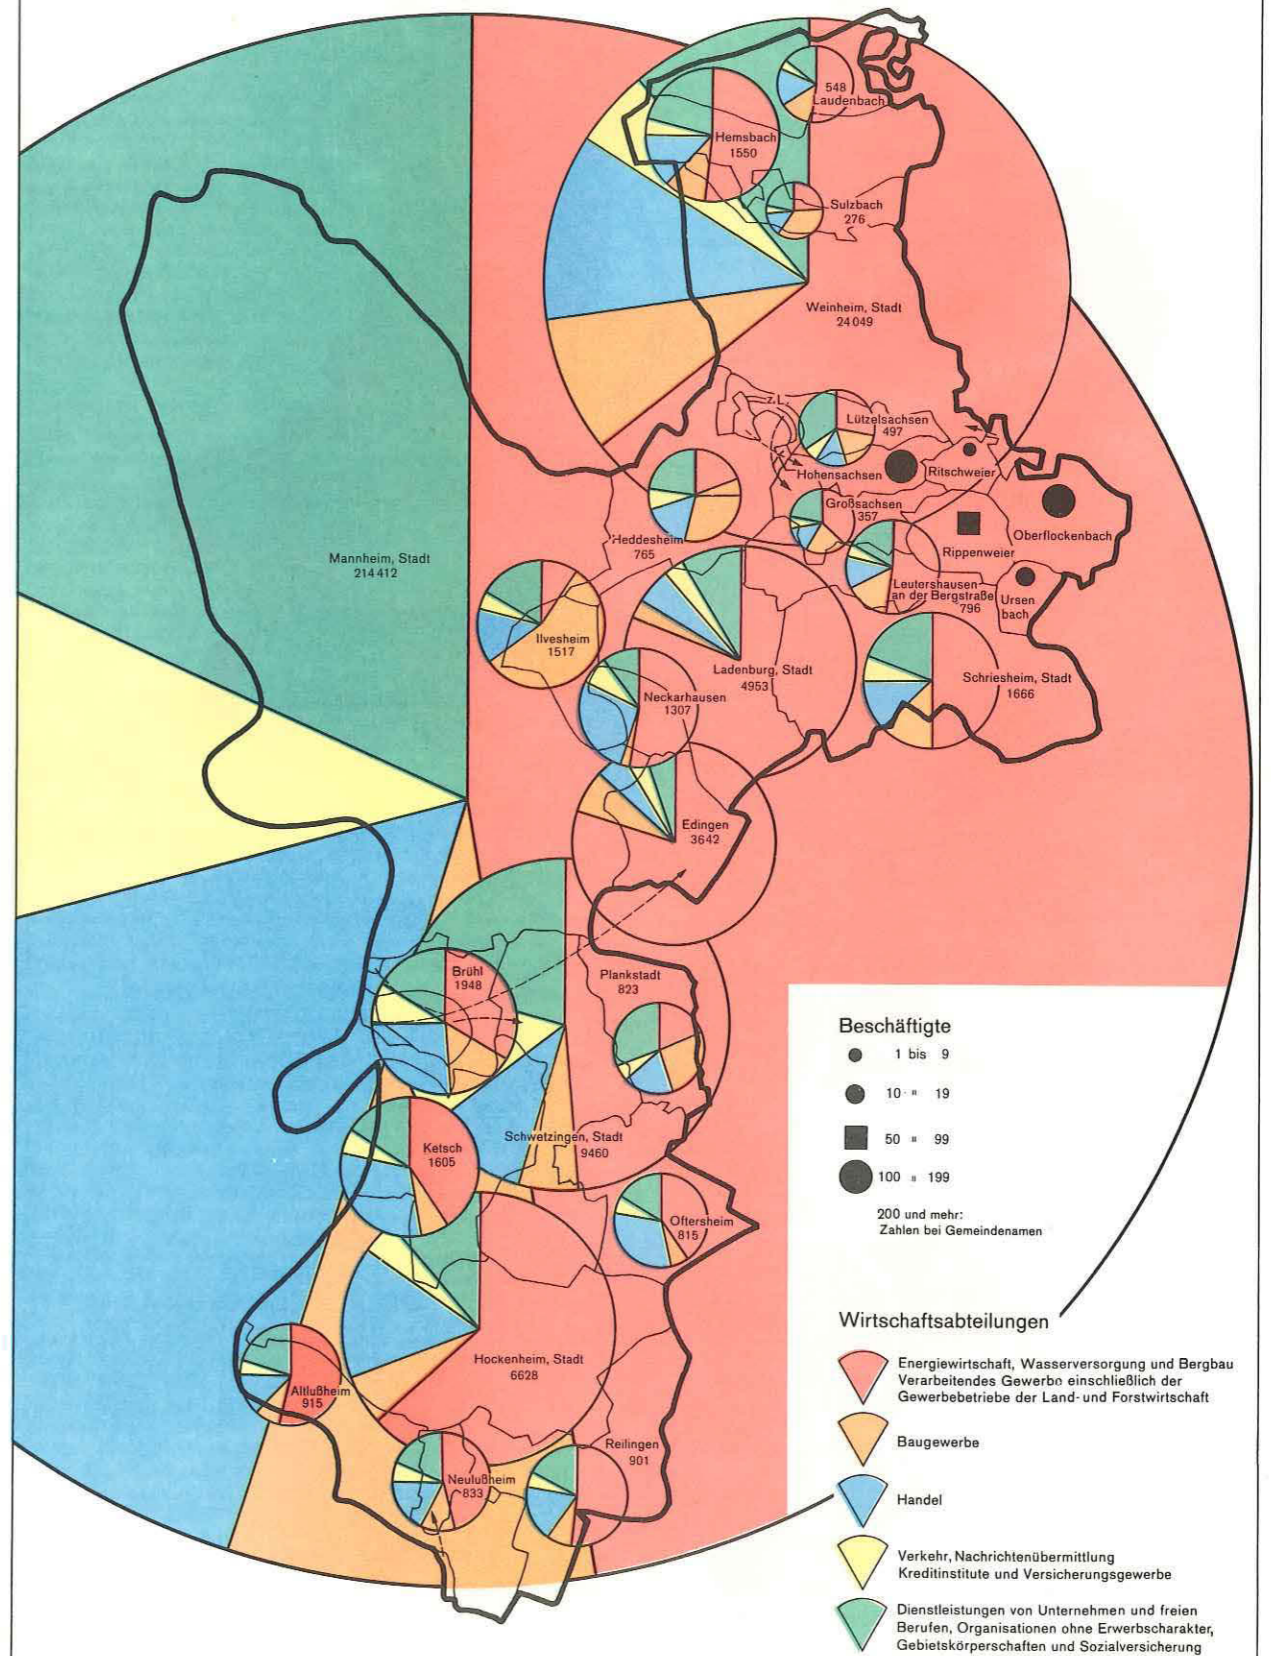 548
Laudenbach
Hemsbach
1550
Sulzbach
276
Weinheim, Stadt
24 049
z.L.
Lützelsachsen
497
Hohensachsen
Ritschweier
Großsachsen
357
Oberflockenbach
Rippenweier
Heddesheim
765
Mannheim, Stadt
214 412
Leutershausen
an der Bergstraße
796
Ursen
bach
Ilvesheim
1517
Ladenburg, Stadt
4953
Schriesheim, Stadt
1666
Neckarhausen
1307
Edingen
3642
Brühl
1948
Plankstadt
823
Schwetzingen, Stadt
9460
Ketsch
1605
Oftersheim
815
Hockenheim, Stadt
6628
Altlußheim
915
Reilingen
901
Neulußheim
833
Beschäftigte
1 bis 9
10 " 19
50 " 99
100 " 199
200 und mehr:
Zahlen bei Gemeindenamen
Wirtschaftsabteilungen
Energiewirtschaft, Wasserversorgung und Bergbau
Verarbeitendes Gewerbe einschließlich der
Gewerbebetriebe der Land- und Forstwirtschaft
Baugewerbe
Handel
Verkehr, Nachrichtenübermittlung
Kreditinstitute und Versicherungsgewerbe
Dienstleistungen von Unternehmen und freien
Berufen, Organisationen ohne Erwerbscharakter,
Gebietskörperschaften und Sozialversicherung